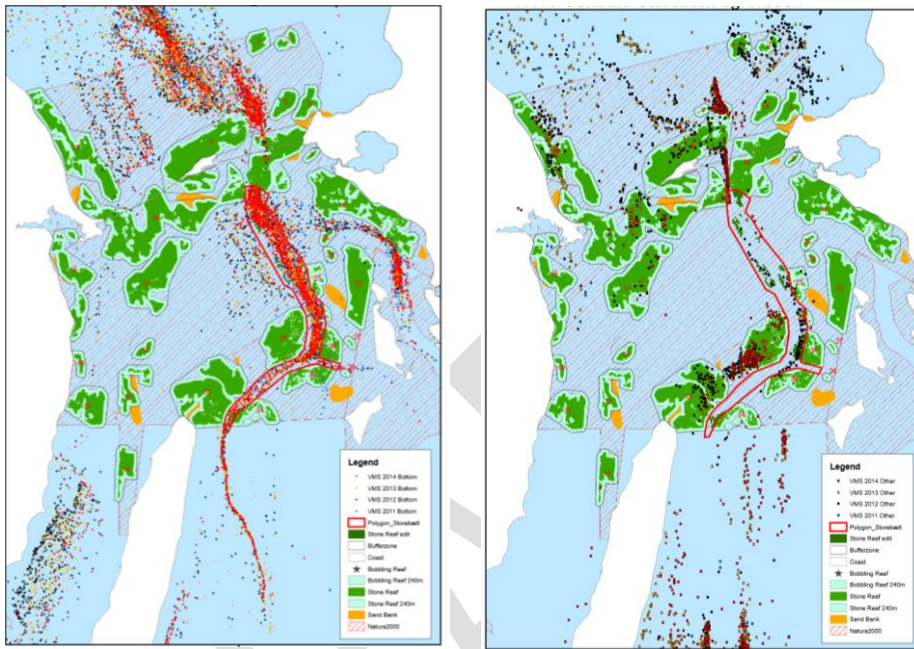 Legend
VMS 2014 Bottom
VMS 2013 Bottom
VMS 2012 Bottom
VMS 2011 Bottom
Polygon_Storebælt
Stone Reef edit
Bufferzone
Coast
Bobbling Reef
Bobbling Reef 240m
Stone Reef
Stone Reef 240m
Sand Bank
Natura2000
Legend
VMS 2014 Other
VMS 2013 Other
VMS 2012 Other
VMS 2011 Other
Polygon_Storebælt
Stone Reef edit
Bufferzone
Coast
Bobbling Reef
Bobbling Reef 240m
Stone Reef
Stone Reef 240m
Sand Bank
Natura2000